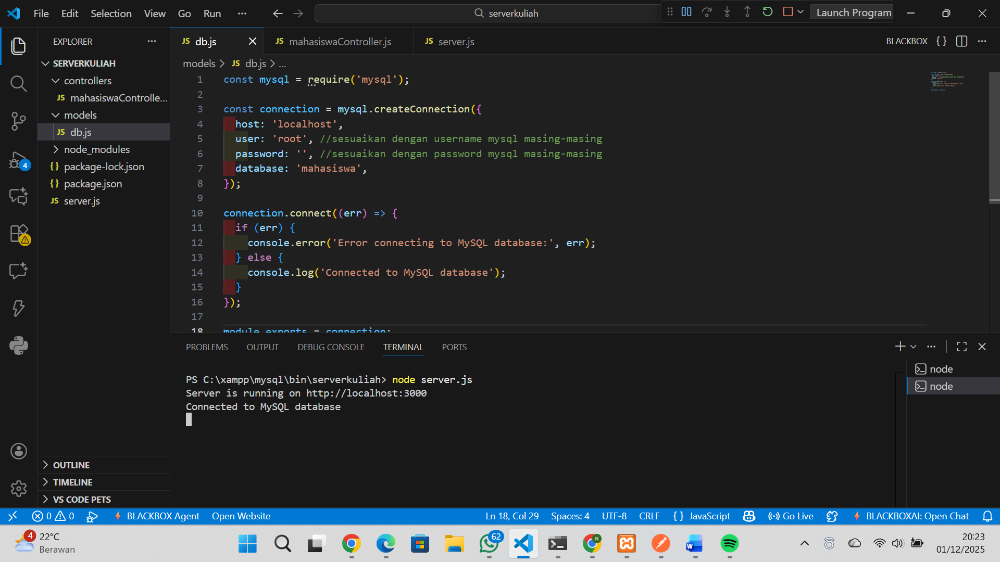 File Edit Selection View Go Run ...
serverkuliah
Launch Program
EXPLORER
SERVERKULIAH
controllers
JS mahasiswaControlle...
models
JS db.js
node_modules
{} package-lock.json
{} package.json
JS server.js
OUTLINE
TIMELINE
VS CODE PETS
4
JS db.js
JS mahasiswaController.js
JS server.js
BLACKBOX { }
models > JS db.js > ...
1 const mysql = require('mysql');
2
3 const connection = mysql.createConnection({
4 host: 'localhost',
5 user: 'root', //sesuaikan dengan username mysql masing-masing
6 password: '', //sesuaikan dengan password mysql masing-masing
7 database: 'mahasiswa',
8 });
9
10 connection.connect((err) => {
11 if (err) {
12 console.error('Error connecting to MySQL database:', err);
13 } else {
14 console.log('Connected to MySQL database');
15 }
16 });
17
18 module.exports = connection;
PROBLEMS OUTPUT DEBUG CONSOLE TERMINAL PORTS
PS C:\xampp\mysql\bin\serverkuliah> node server.js
Server is running on http://localhost:3000
Connected to MySQL database
node
node
0 0 BLACKBOX Agent Open Website Ln 18, Col 29 Spaces: 4 UTF-8 CRLF {} JavaScript Go Live BLACKBOXAI: Open Chat
4
22°C
Berawan
62
N
20:23
01/12/2025